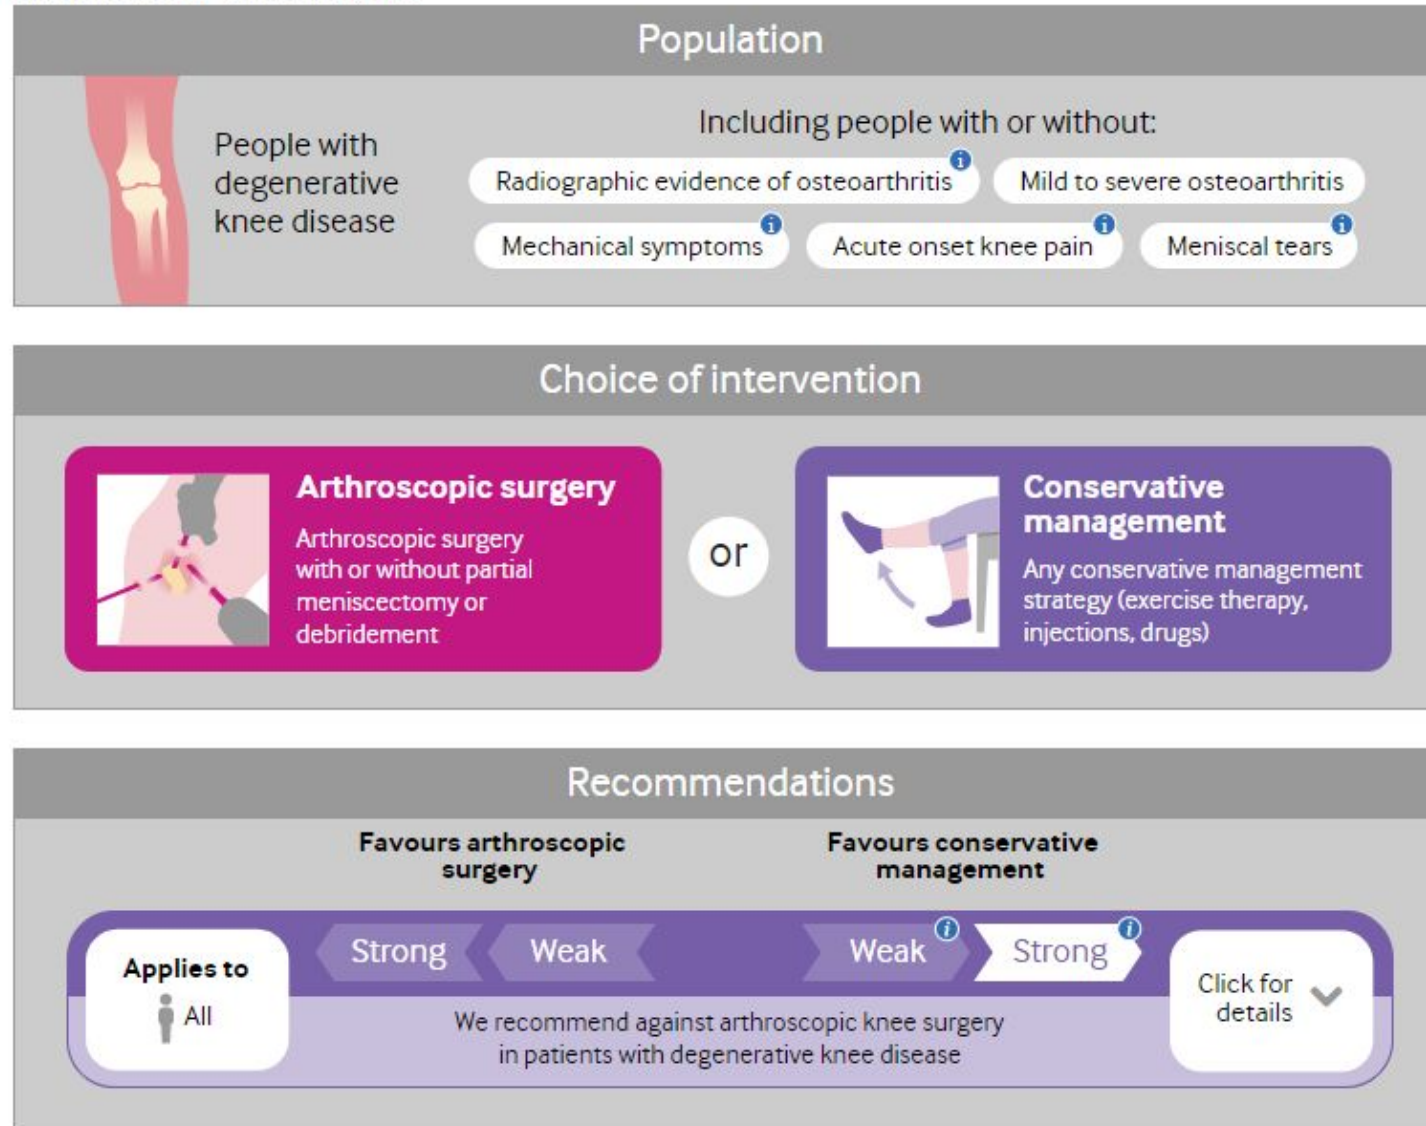 Population
People with
degenerative
knee disease
Including people with or without:
Radiographic evidence of osteoarthritis
Mild to severe osteoarthritis
Mechanical symptoms
Acute onset knee pain
Meniscal tears
Choice of intervention
Arthroscopic surgery
Arthroscopic surgery
with or without partial
meniscectomy or
debridement
or
Conservative
management
Any conservative management
strategy (exercise therapy,
injections, drugs)
Recommendations
Favours arthroscopic
surgery
Favours conservative
management
Applies to
All
Strong
Weak
Weak
Strong
We recommend against arthroscopic knee surgery
in patients with degenerative knee disease
Click for
details